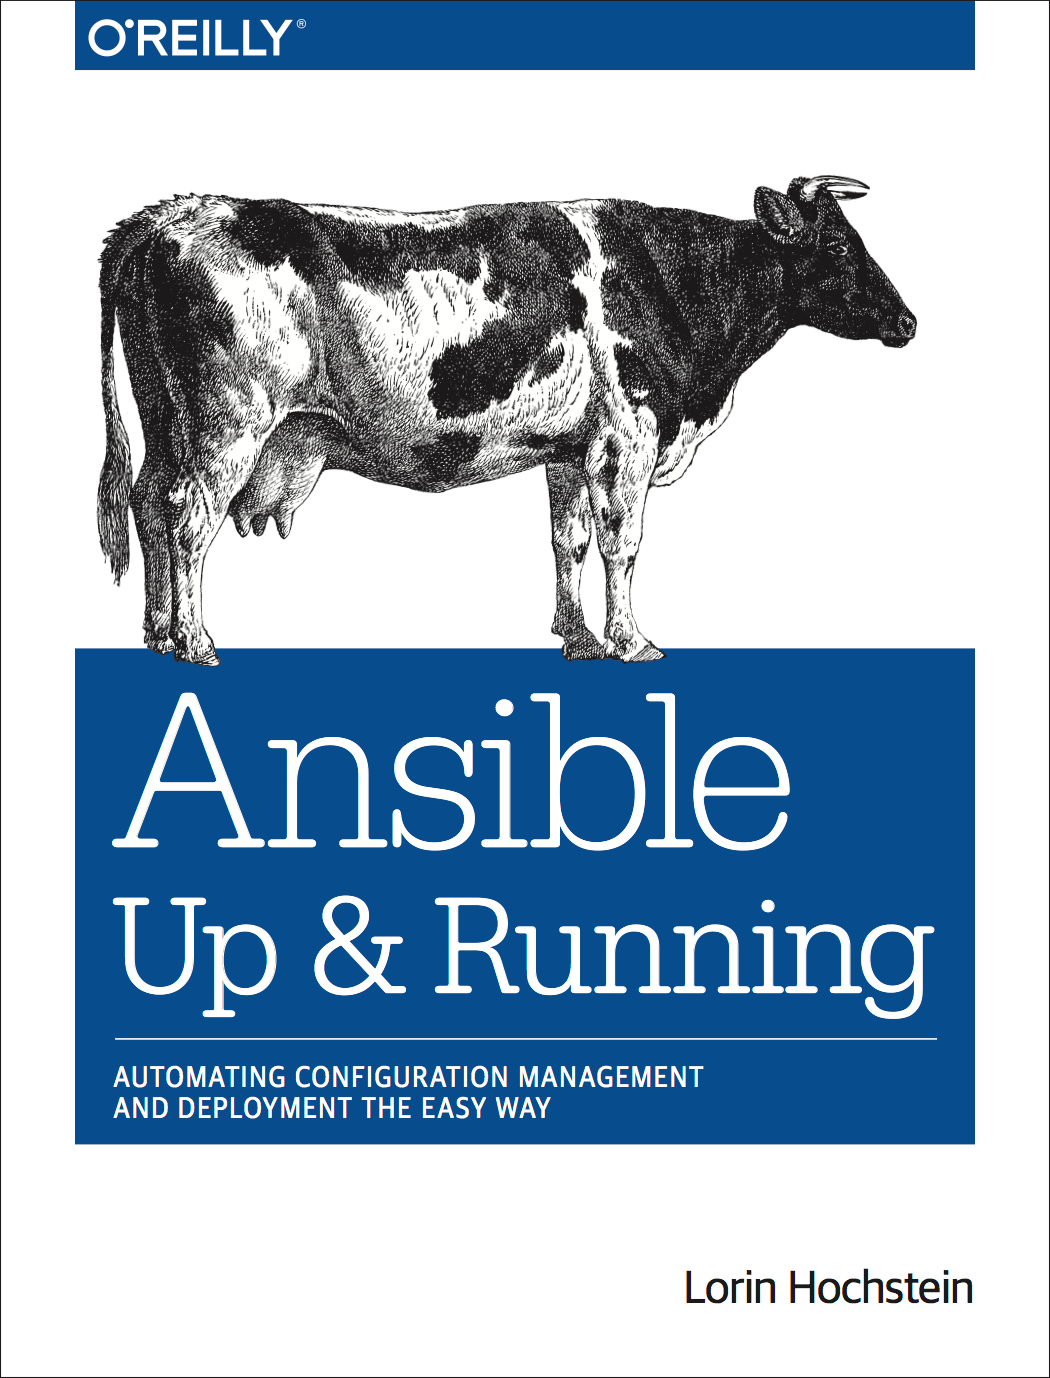 O'REILLY®
Ansible
Up & Running
AUTOMATING CONFIGURATION MANAGEMENT
AND DEPLOYMENT THE EASY WAY
Lorin Hochstein